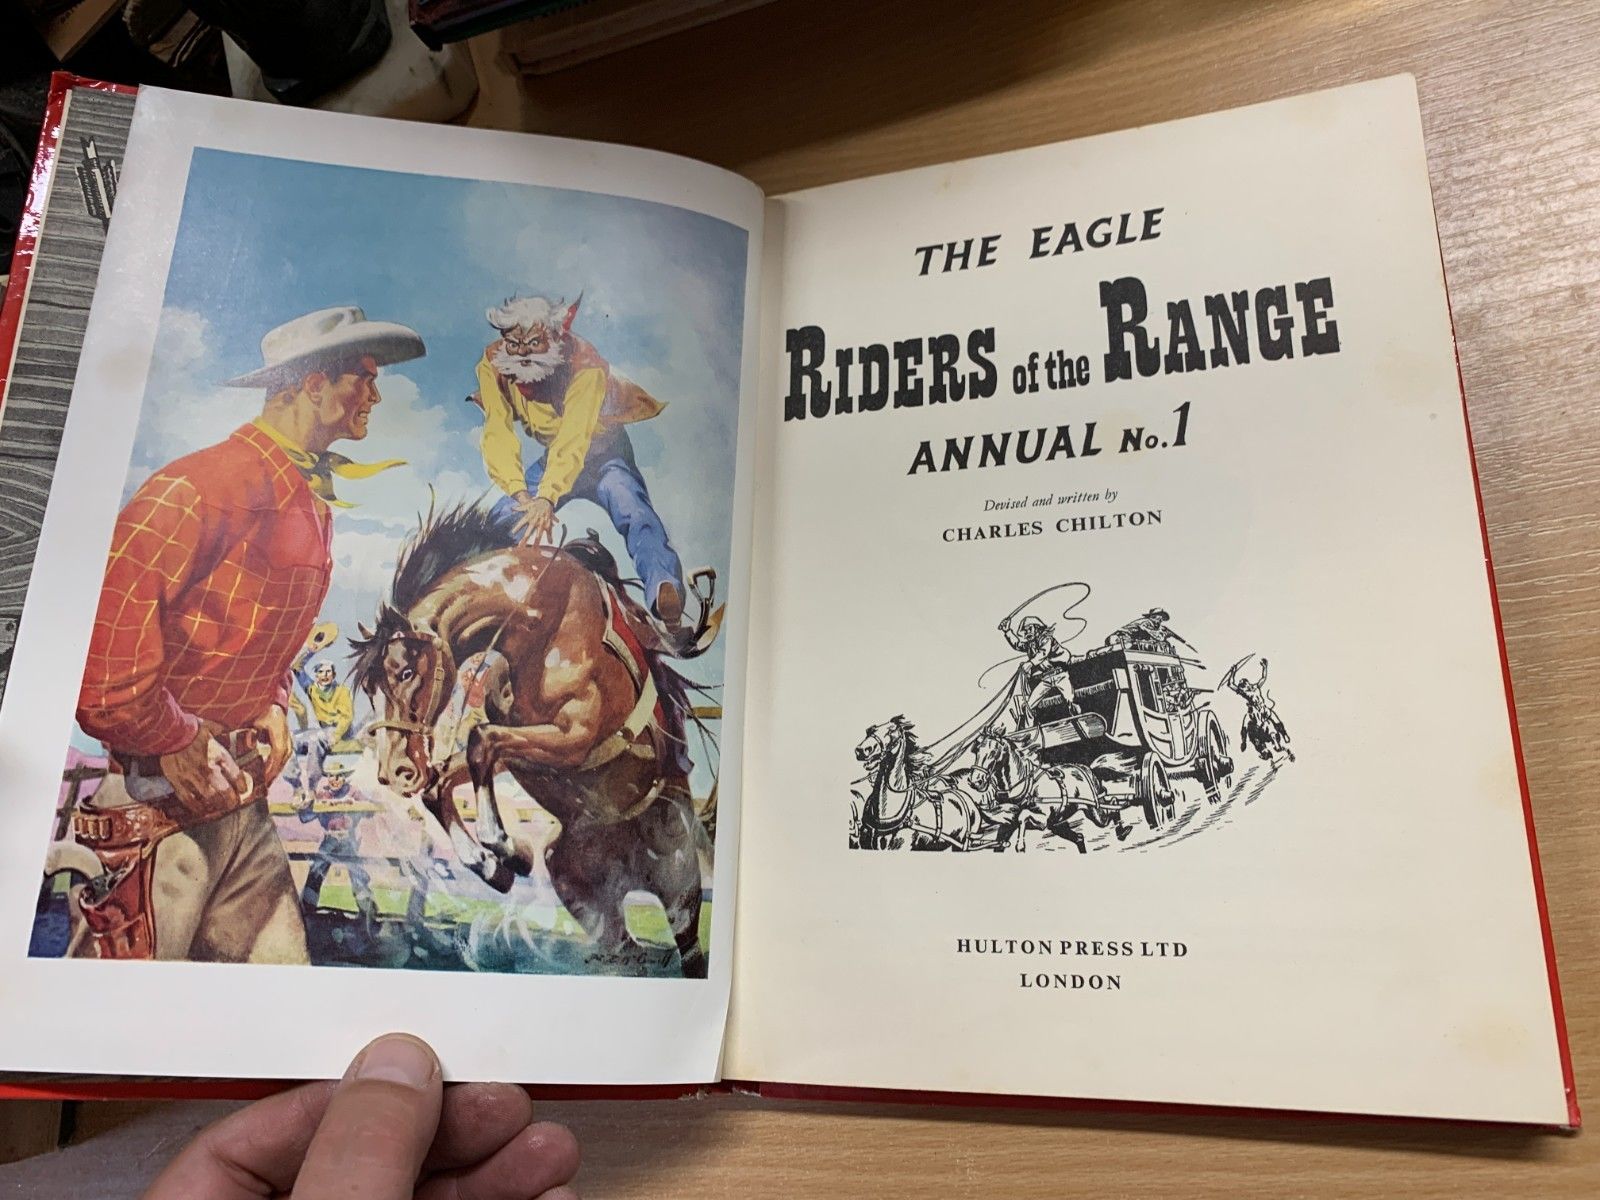 THE EAGLE
RIDERS of the RANGE
ANNUAL No.1
Devised and written by
CHARLES CHILTON
HULTON PRESS LTD
LONDON